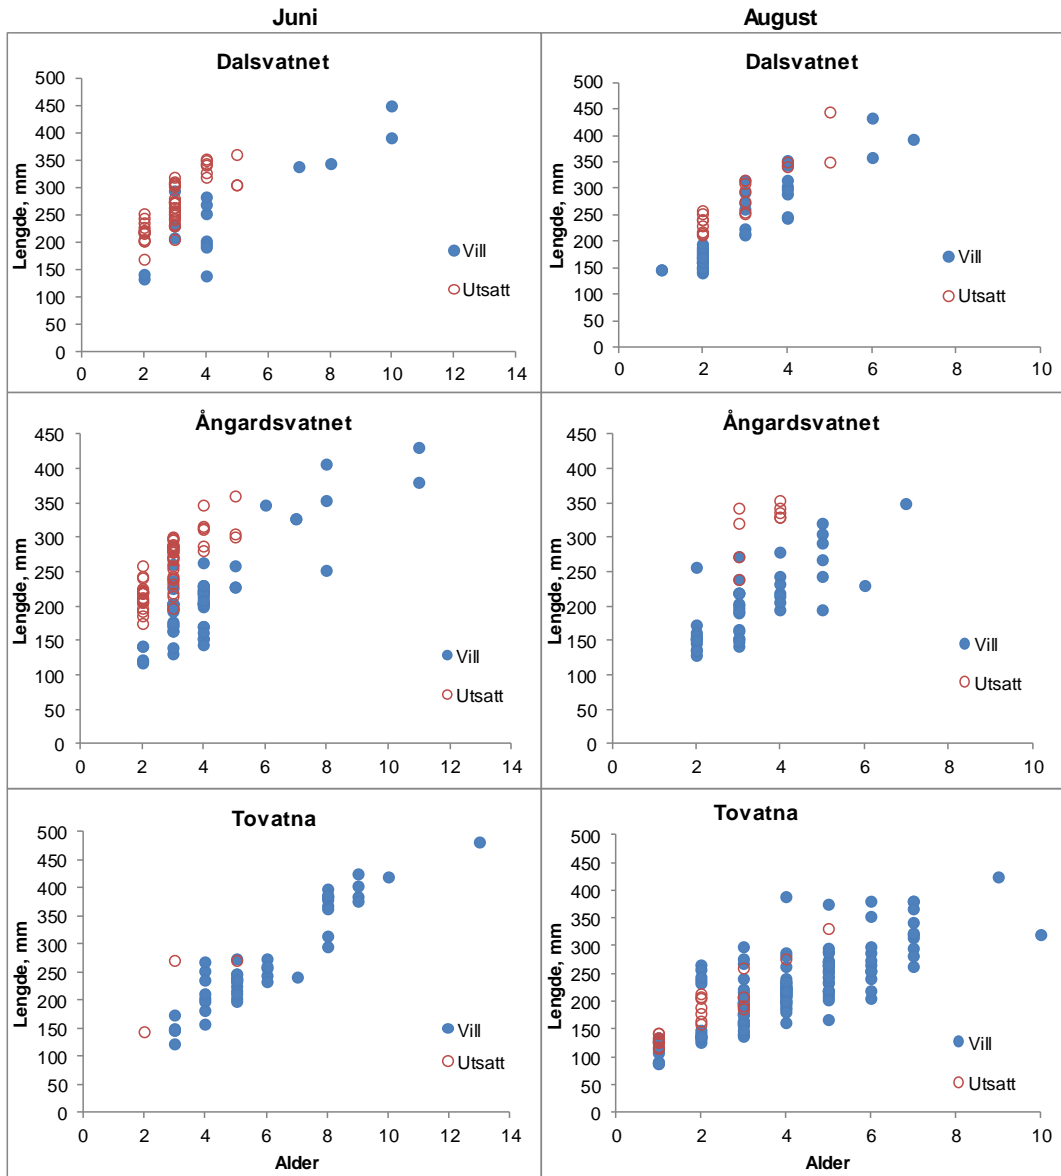 Juni
August
Dalsvatnet
Lengde, mm
500
450
400
350
300
250
200
150
100
50
0
0 2 4 6 8 10 12 14
Vill
Utsatt
Dalsvatnet
Lengde, mm
500
450
400
350
300
250
200
150
100
50
0
0 2 4 6 8 10
Vill
Utsatt
Ångardsvatnet
Lengde, mm
450
400
350
300
250
200
150
100
50
0
0 2 4 6 8 10 12 14
Vill
Utsatt
Ångardsvatnet
Lengde, mm
450
400
350
300
250
200
150
100
50
0
0 2 4 6 8 10
Vill
Utsatt
Tovatna
Lengde, mm
500
450
400
350
300
250
200
150
100
50
0
0 2 4 6 8 10 12 14
Alder
Vill
Utsatt
Tovatna
Lengde, mm
500
450
400
350
300
250
200
150
100
50
0
0 2 4 6 8 10
Alder
Vill
Utsatt